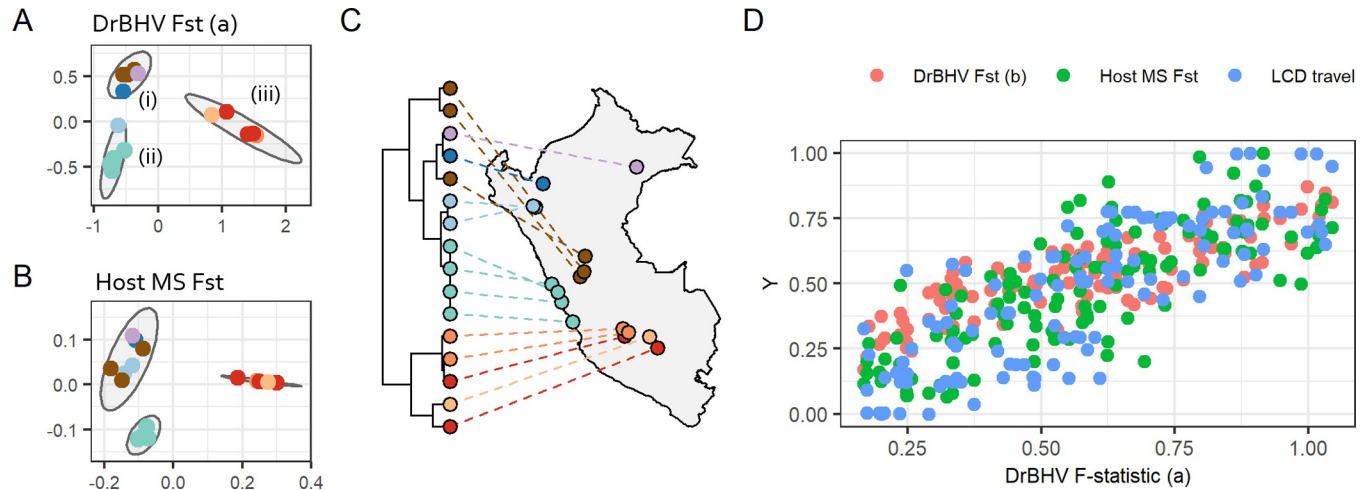 A
DrBHV Fst (a)
0.5
0.0
-0.5
-1
0
1
2
(i)
(ii)
(iii)
B
Host MS Fst
0.1
0.0
-0.1
-0.2
0.0
0.2
0.4
C
D
DrBHV Fst (b) Host MS Fst LCD travel
1.00
0.75
0.50
0.25
0.00
Y
0.25 0.50 0.75 1.00
DrBHV F-statistic (a)